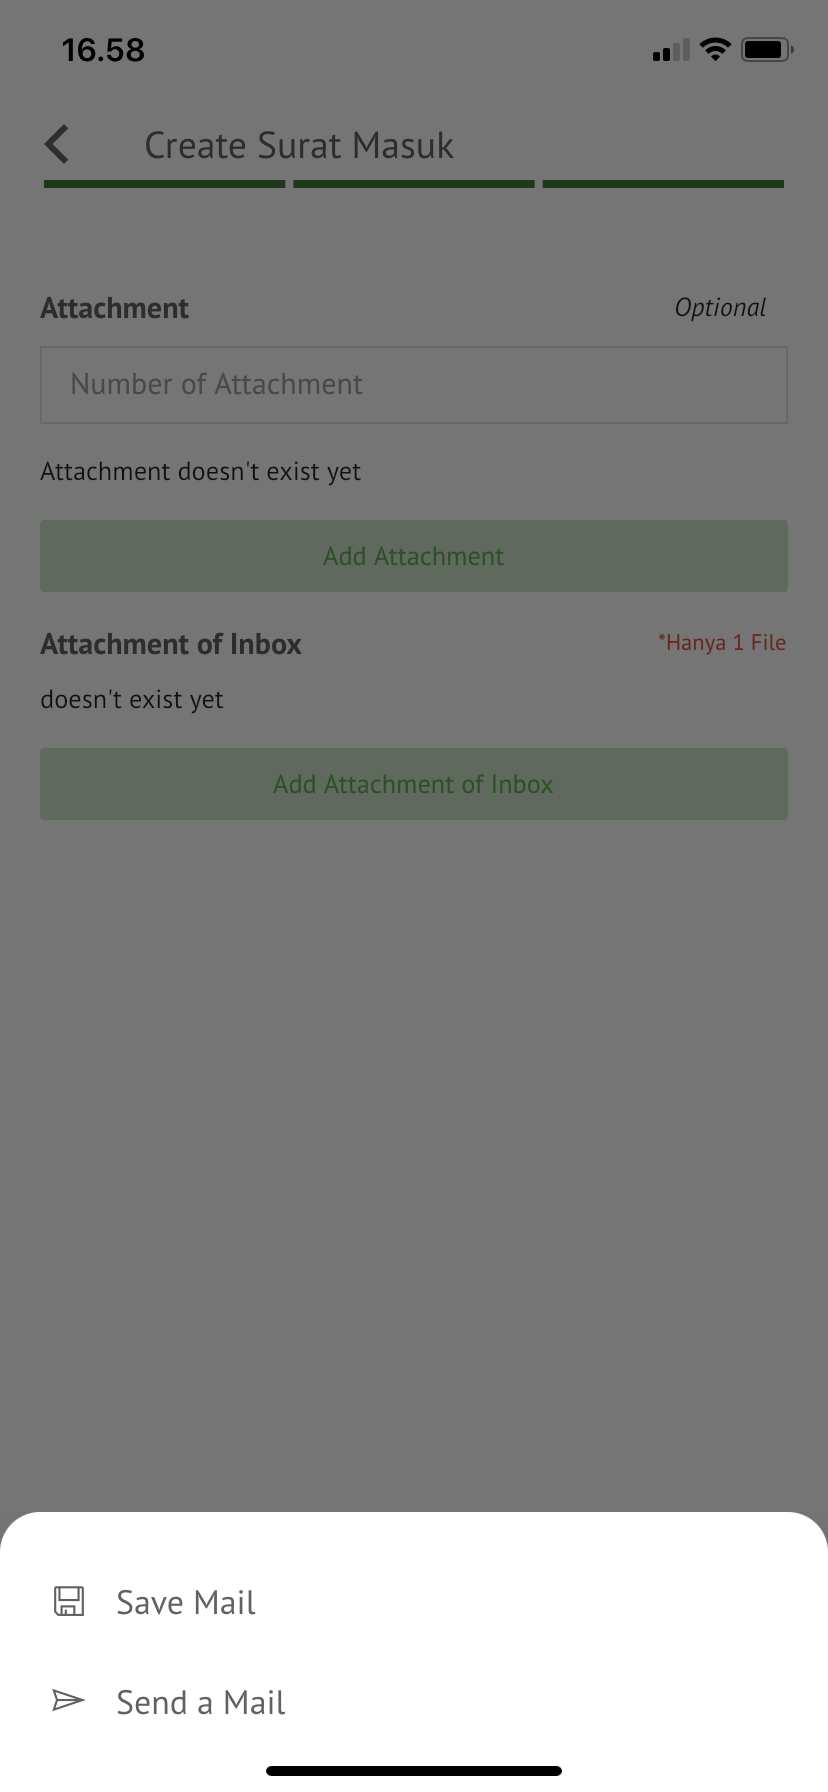 16.58
Create Surat Masuk
Attachment Optional
Number of Attachment
Attachment doesn't exist yet
Add Attachment
Attachment of Inbox *Hanya 1 File
doesn't exist yet
Add Attachment of Inbox
Save Mail
Send a Mail